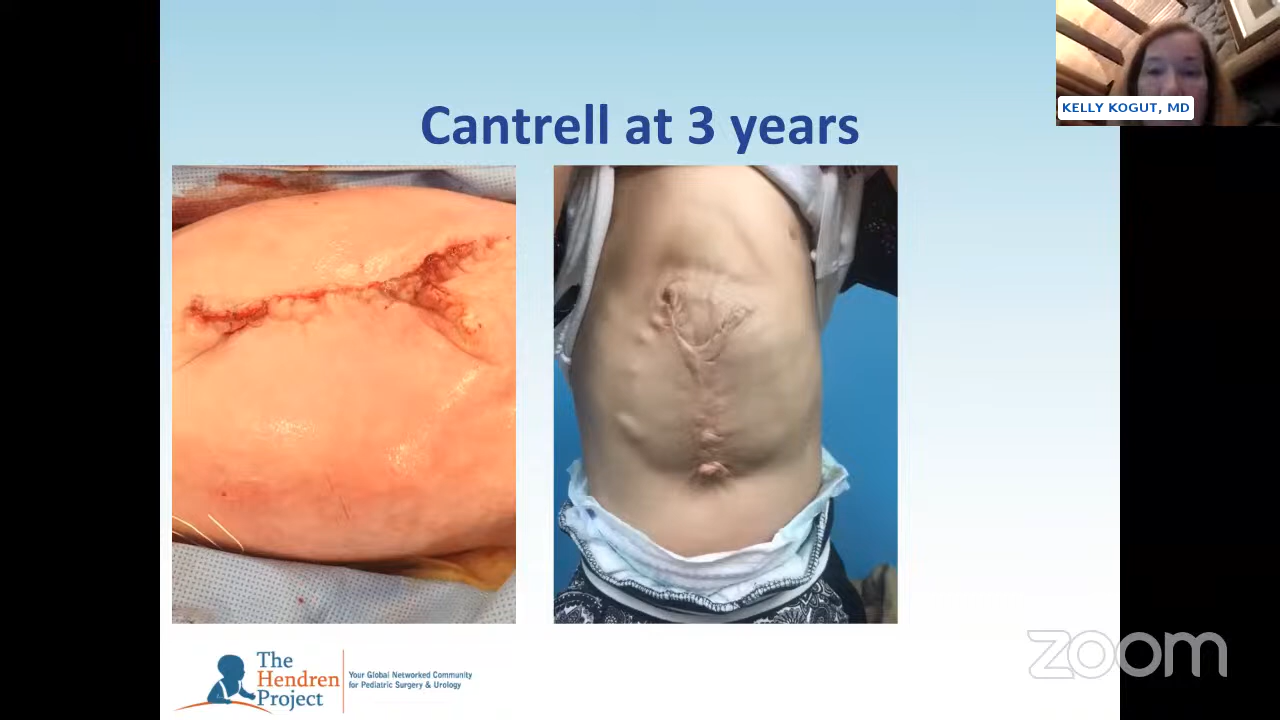 KELLY KOGUT, MD
Cantrell at 3 years
The
Hendren
Project
Your Global Networked Community
for Pediatric Surgery & Urology
zoom